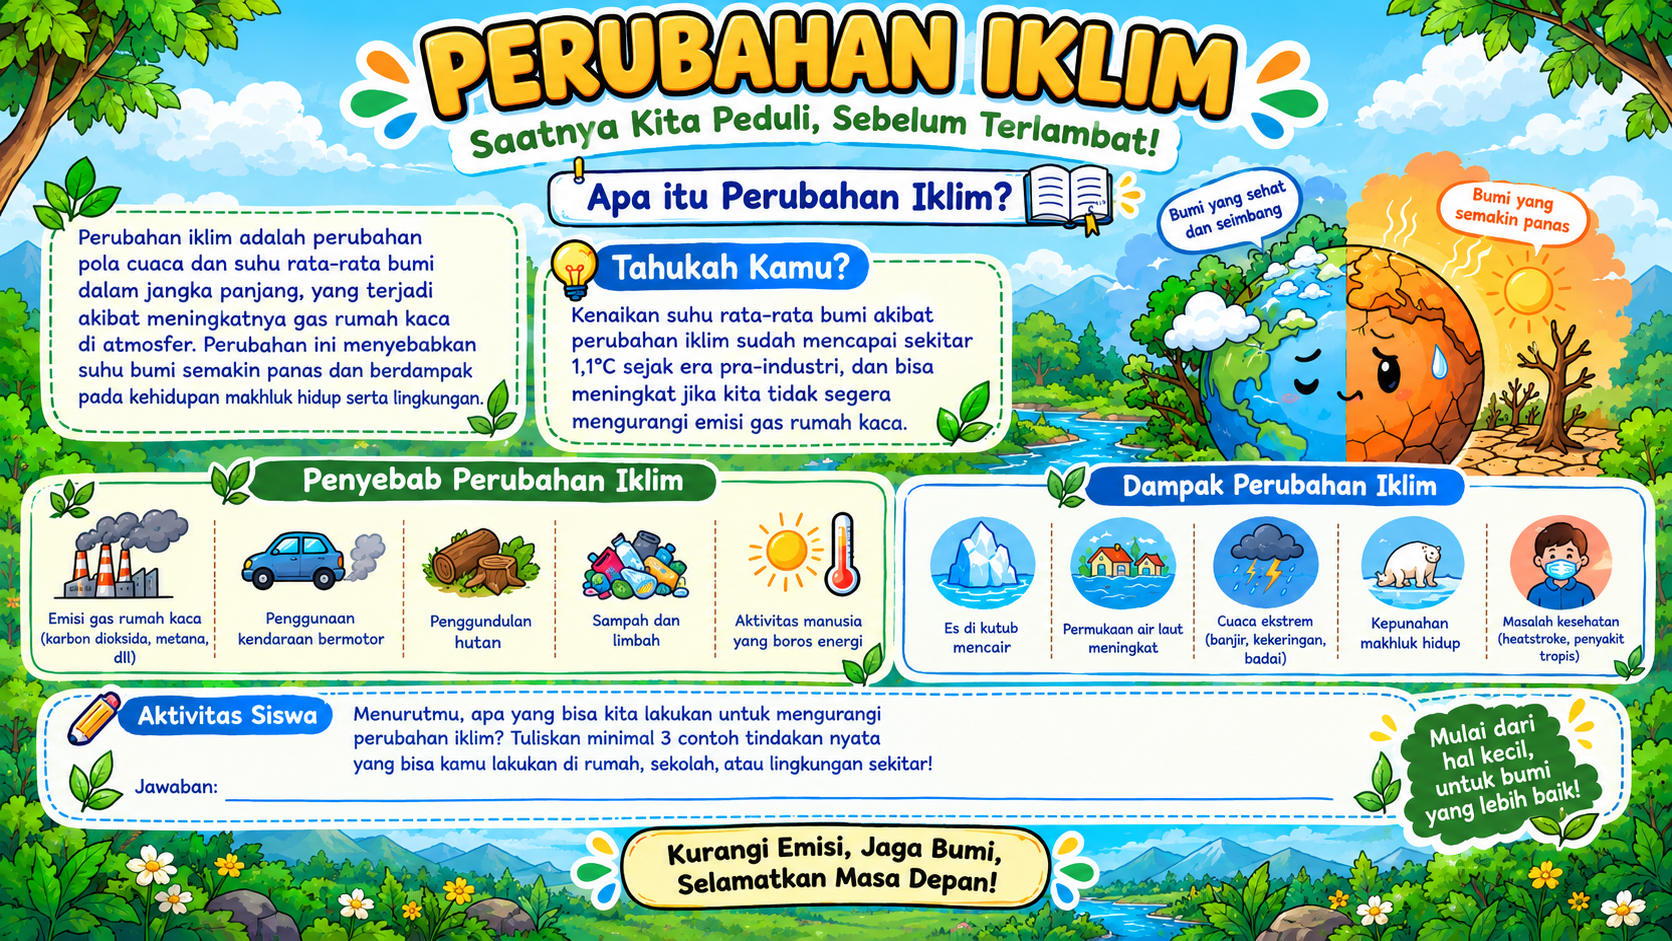 PERUBAHAN IKLIM
Saatnya Kita Peduli, Sebelum Terlambat!
Apa itu Perubahan Iklim?
Perubahan iklim adalah perubahan
pola cuaca dan suhu rata-rata bumi
dalam jangka panjang, yang terjadi
akibat meningkatnya gas rumah kaca
di atmosfer. Perubahan ini menyebabkan
suhu bumi semakin panas dan berdampak
pada kehidupan makhluk hidup serta lingkungan.
Tahukah Kamu?
Kenaikan suhu rata-rata bumi akibat
perubahan iklim sudah mencapai sekitar
1,1°C sejak era pra-industri, dan bisa
meningkat jika kita tidak segera
mengurangi emisi gas rumah kaca.
Bumi yang sehat
dan seimbang
Bumi yang
semakin panas
Penyebab Perubahan Iklim
Emisi gas rumah kaca
(karbon dioksida, metana,
dll)
Penggunaan
kendaraan bermotor
Penggundulan
hutan
Sampah dan
limbah
Aktivitas manusia
yang boros energi
Dampak Perubahan Iklim
Es di kutub
mencair
Permukaan air laut
meningkat
Cuaca ekstrem
(banjir, kekeringan,
badai)
Kepunahan
makhluk hidup
Masalah kesehatan
(heatstroke, penyakit
tropis)
Aktivitas Siswa
Menurutmu, apa yang bisa kita lakukan untuk mengurangi
perubahan iklim? Tuliskan minimal 3 contoh tindakan nyata
yang bisa kamu lakukan di rumah, sekolah, atau lingkungan sekitar!
Jawaban:
Mulai dari
hal kecil,
untuk bumi
yang lebih baik!
Kurangi Emisi, Jaga Bumi,
Selamatkan Masa Depan!